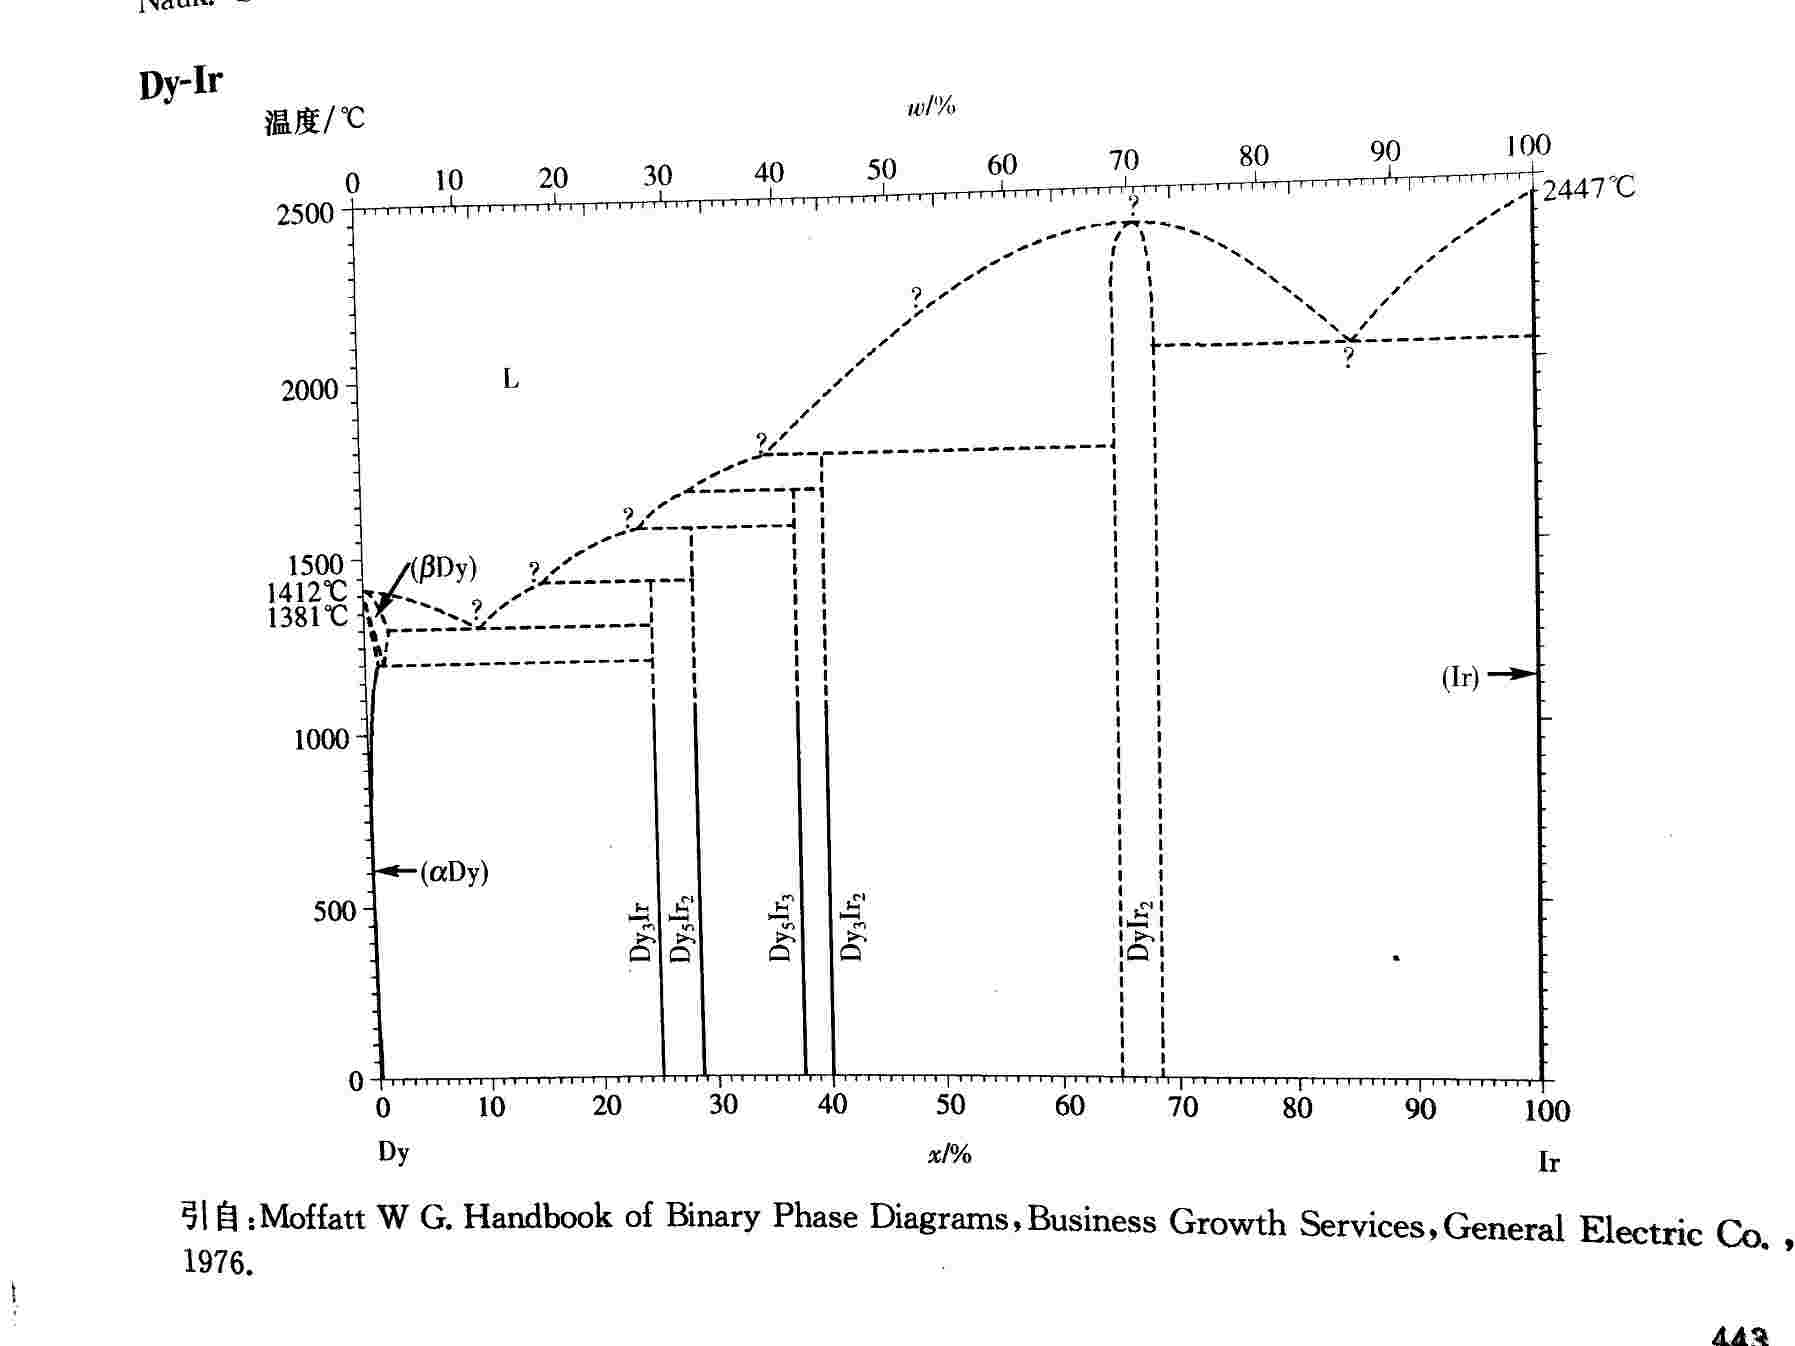 Nauk.
Dy-Ir
温度/℃
w/%
0 10 20 30 40 50 60 70 80 90 100
2500
2447℃
?
?
L
2000
?
?
?
1500
(βDy)
?
1412℃
1381℃
?
(Ir)
1000
(αDy)
500
Dy₃Ir
Dy₅Ir₂
Dy₅Ir₃
Dy₃Ir₂
DyIr₂
0
0 10 20 30 40 50 60 70 80 90 100
Dy
x/%
Ir
引自:Moffatt W G. Handbook of Binary Phase Diagrams, Business Growth Services, General Electric Co. ,
1976.
443